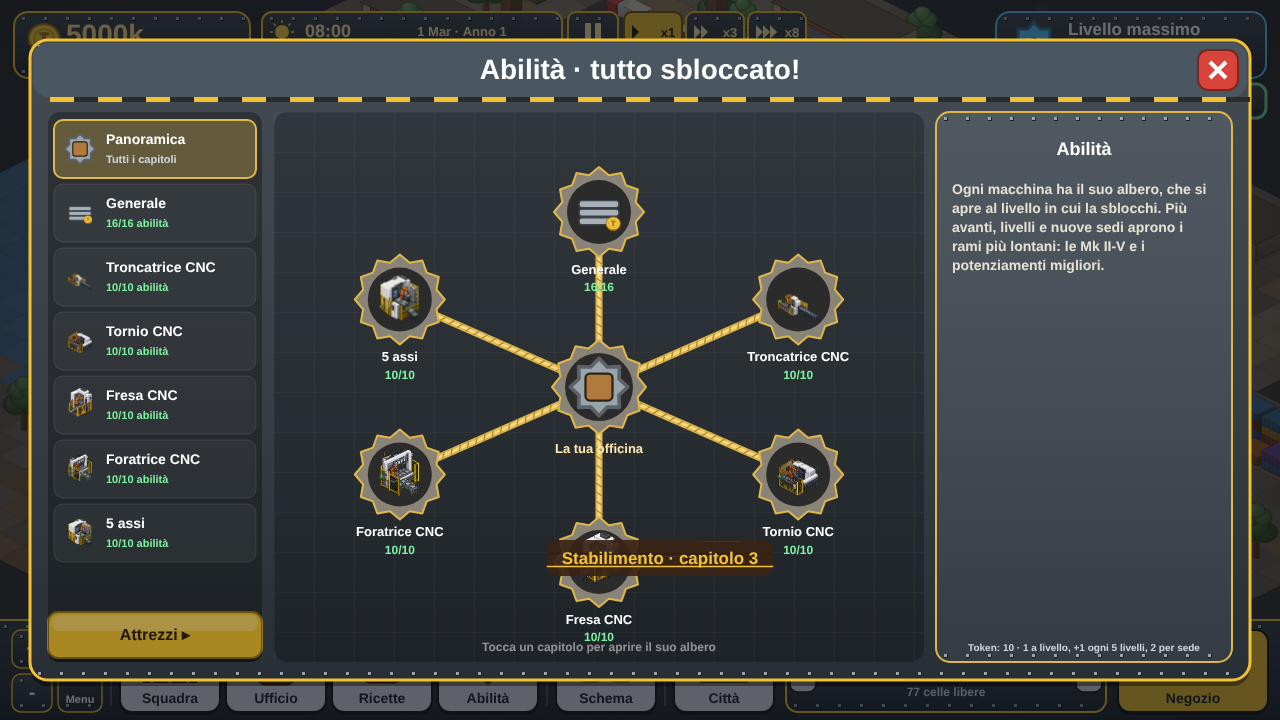 5000k
08:00
1 Mar · Anno 1
x1
x3
x8
Livello massimo
Abilità · tutto sbloccato!
Panoramica
Tutti i capitoli
Generale
16/16 abilità
Troncatrice CNC
10/10 abilità
Tornio CNC
10/10 abilità
Fresa CNC
10/10 abilità
Foratrice CNC
10/10 abilità
5 assi
10/10 abilità
Attrezzi ▸
Generale
16/16
5 assi
10/10
Troncatrice CNC
10/10
La tua officina
Foratrice CNC
10/10
Tornio CNC
10/10
Stabilimento · capitolo 3
Fresa CNC
10/10
Tocca un capitolo per aprire il suo albero
Abilità
Ogni macchina ha il suo albero, che si
apre al livello in cui la sblocchi. Più
avanti, livelli e nuove sedi aprono i
rami più lontani: le Mk II-V e i
potenziamenti migliori.
Token: 10 · 1 a livello, +1 ogni 5 livelli, 2 per sede
-
Menu
Squadra
Ufficio
Ricette
Abilità
Schema
Città
77 celle libere
Negozio